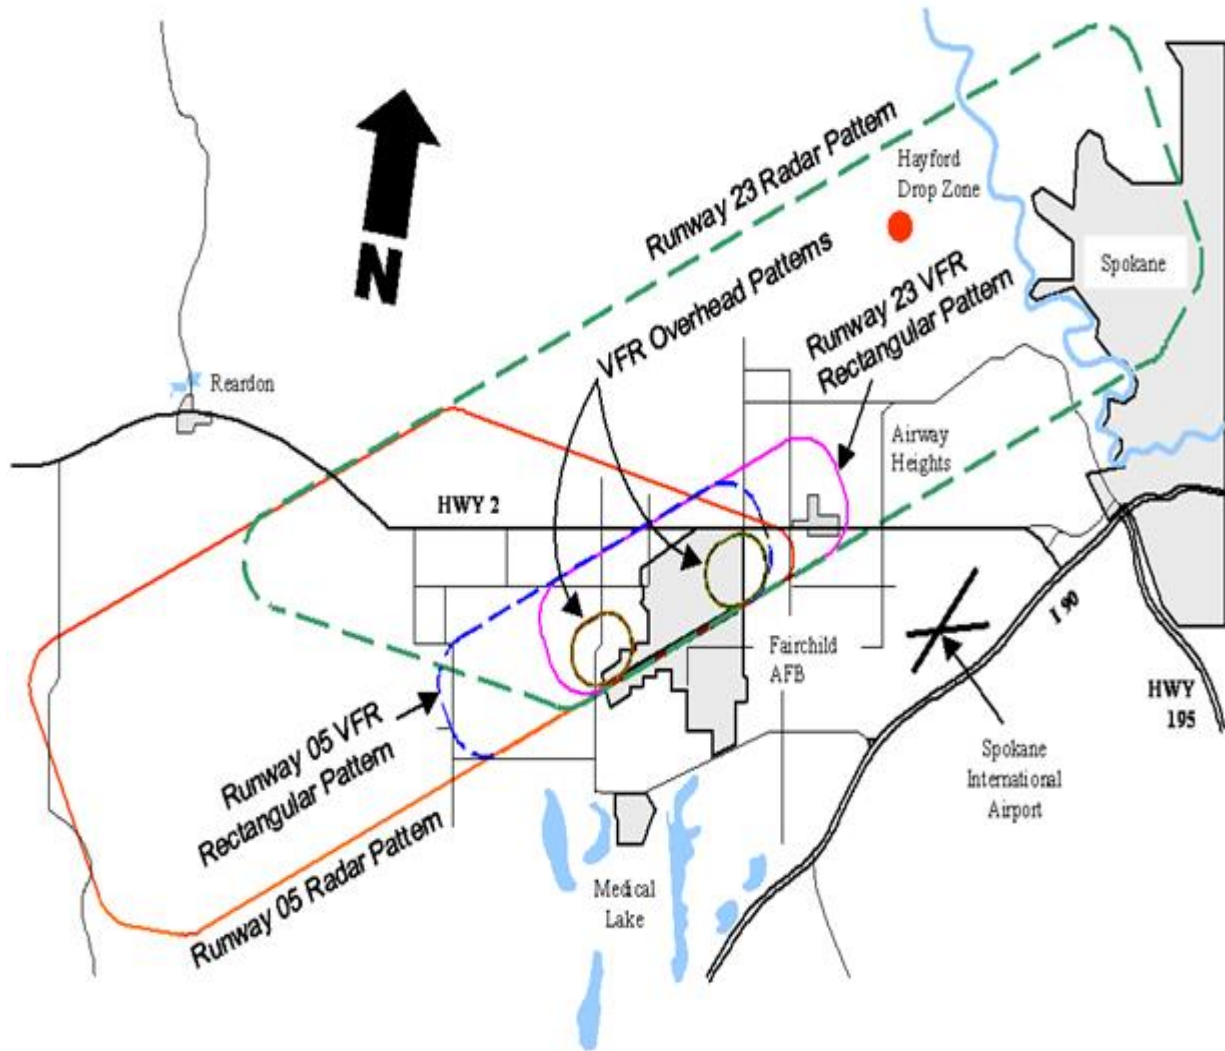 Runway 23 Radar Pattern
Hayford
Drop Zone
N
VFR Overhead Patterns
Runway 23 VFR
Rectangular Pattern
Spokane
Reardon
Airway
Heights
HWY 2
I 90
Fairchild
AFB
HWY
195
Runway 05 VFR
Rectangular Pattern
Spokane
International
Airport
Runway 05 Radar Pattern
Medical
Lake